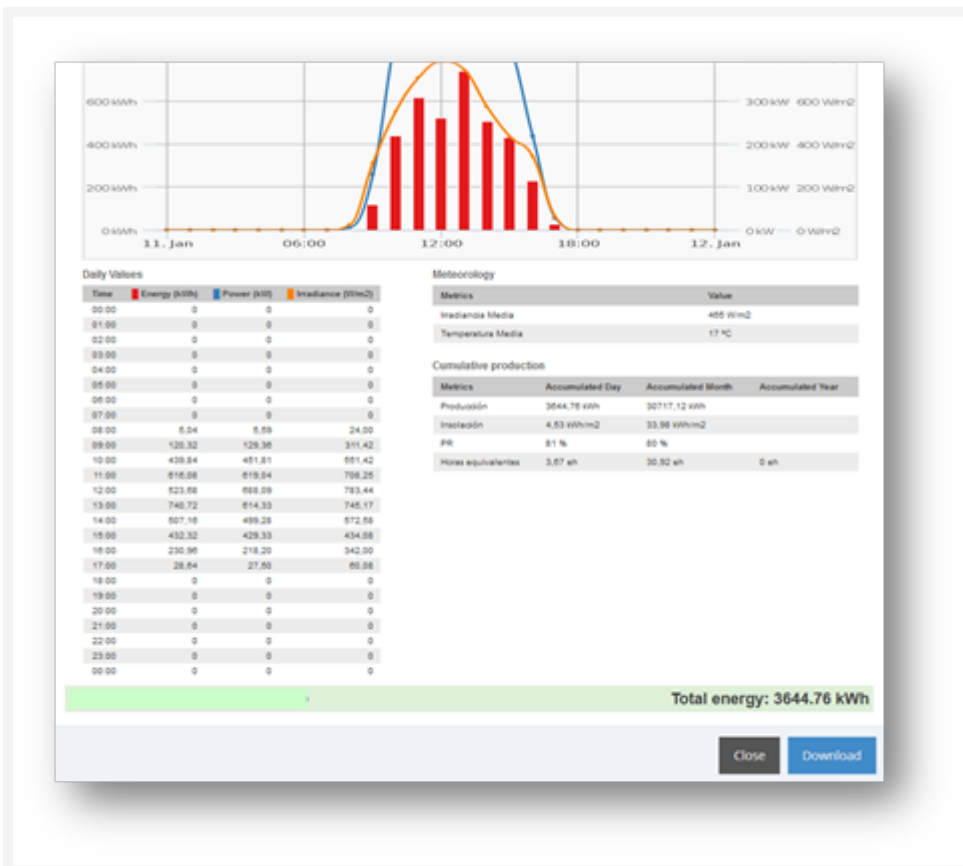 600 kWh 300 kW 600 W/m2
400 kWh 200 kW 400 W/m2
200 kWh 100 kW 200 W/m2
0 kWh 0 kW 0 W/m2
11. Jan 06:00 12:00 18:00 12. Jan
Daily Values
Time Energy (kWh) Power (kW) Irradiance (W/m2)
00:00 0 0 0
01:00 0 0 0
02:00 0 0 0
03:00 0 0 0
04:00 0 0 0
05:00 0 0 0
06:00 0 0 0
07:00 0 0 0
08:00 5,04 5,59 24,00
09:00 120,32 129,36 311,42
10:00 439,84 451,81 551,42
11:00 616,08 619,04 708,25
12:00 523,68 688,09 783,44
13:00 740,72 614,33 745,17
14:00 507,16 499,28 572,58
15:00 432,32 429,33 434,08
16:00 230,96 218,20 342,00
17:00 28,64 27,50 60,08
18:00 0 0 0
19:00 0 0 0
20:00 0 0 0
21:00 0 0 0
22:00 0 0 0
23:00 0 0 0
00:00 0 0 0
Meteorology
Metrics Value
Irradiancia Media 465 W/m2
Temperatura Media 17 ºC
Cumulative production
Metrics Accumulated Day Accumulated Month Accumulated Year
Producción 3644,76 kWh 30717,12 kWh
Insolación 4,53 kWh/m2 33,98 kWh/m2
PR 81 % 80 %
Horas equivalentes 3,67 eh 30,92 eh 0 eh
Total energy: 3644.76 kWh
Close Download